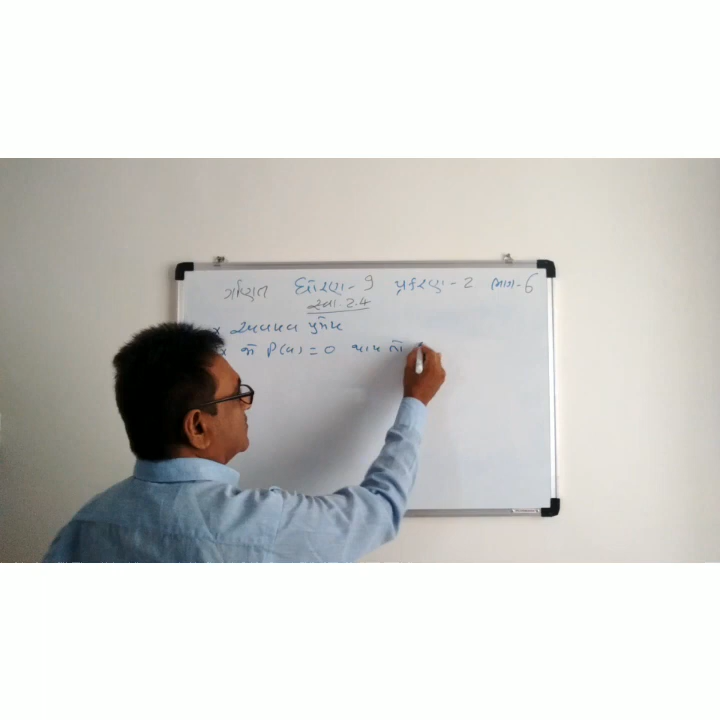 ગણિત ધોરણ - 9 પ્રકરણ - 2 ભાગ - 6
સ્વા. 2.4
* અવયવ પ્રમેય
* જો P(a) = 0 થાય તો